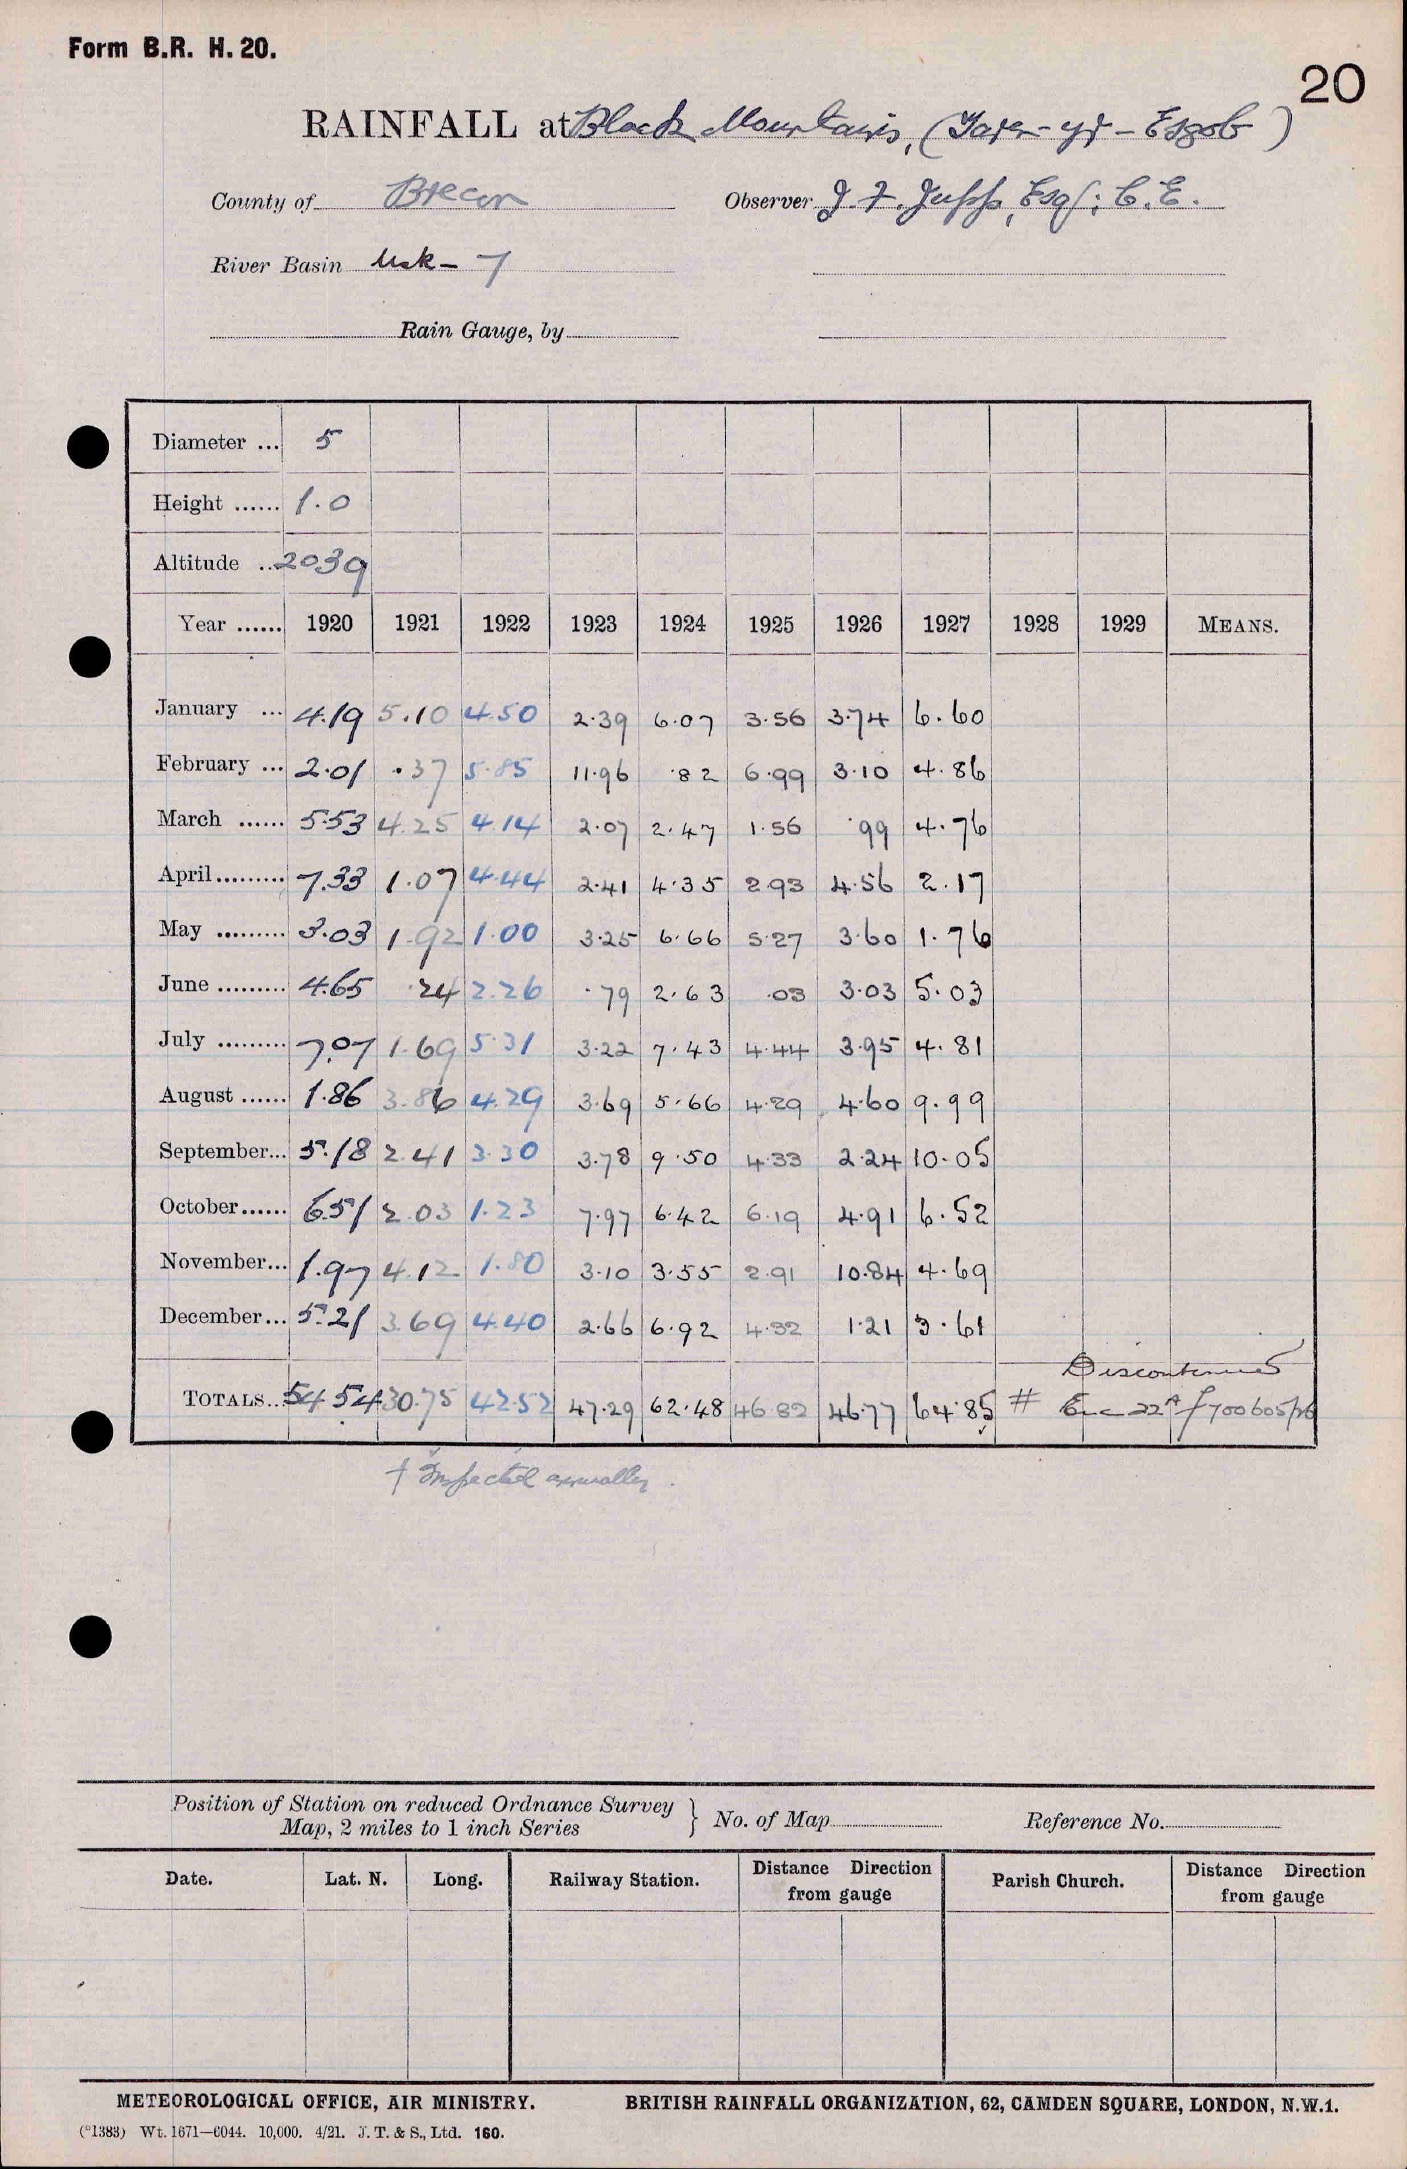 Form B.R. H. 20.
20
RAINFALL at Black Mountains, (Taren-yr-Esgob)
County of Brecon Observer J. F. Jupp, Esq; C.E.
River Basin Usk - 7
Rain Gauge, by
Diameter ... 5
Height ...... 1.0
Altitude .. 2039
Year ...... 1920 1921 1922 1923 1924 1925 1926 1927 1928 1929 MEANS.
January ... 4.19 5.10 4.50 2.39 6.07 3.56 3.74 6.60
February ... 2.01 .37 5.85 11.96 .82 6.99 3.10 4.86
March ...... 5.53 4.25 4.14 2.07 2.47 1.56 .99 4.76
April ......... 7.33 1.07 4.44 2.41 4.35 2.93 4.56 2.17
May ......... 3.03 1.92 1.00 3.25 6.66 5.27 3.60 1.76
June ......... 4.65 .24 2.26 .79 2.63 .03 3.03 5.03
July ......... 7.07 1.69 5.31 3.22 7.43 4.44 3.95 4.81
August ...... 1.86 3.86 4.29 3.69 5.66 4.29 4.60 9.99
September... 5.18 2.41 3.30 3.78 9.50 4.33 2.24 10.05
October...... 6.51 2.03 1.23 7.97 6.42 6.19 4.91 6.52
November... 1.97 4.12 1.80 3.10 3.55 2.91 10.84 4.69
December... 5.21 3.69 4.40 2.66 6.92 4.32 1.21 3.61
Discontinued
TOTALS.. 54.54 30.75 42.52 47.29 62.48 46.82 46.77 64.85 # Enc 22A f 700605/26
† Inspected annually.
Position of Station on reduced Ordnance Survey
Map, 2 miles to 1 inch Series } No. of Map Reference No.
Date. Lat. N. Long. Railway Station. Distance Direction from gauge Parish Church. Distance Direction from gauge
METEOROLOGICAL OFFICE, AIR MINISTRY. BRITISH RAINFALL ORGANIZATION, 62, CAMDEN SQUARE, LONDON, N.W.1.
(*1383) Wt. 1671—6044. 10,000. 4/21. J. T. & S., Ltd. 160.